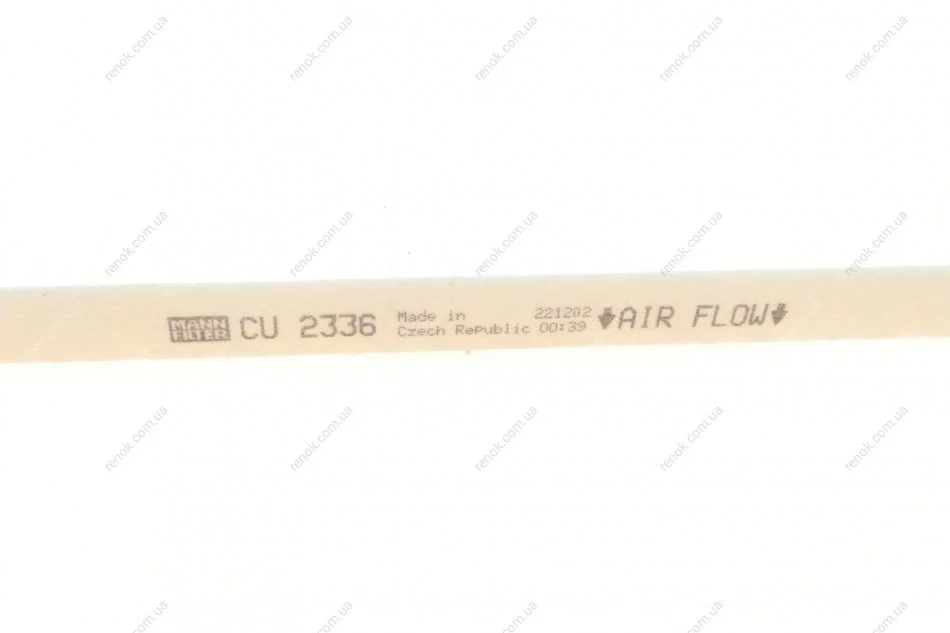 MANN FILTER CU 2336 Made in Czech Republic 221202 00:39 AIR FLOW
renok.com.ua